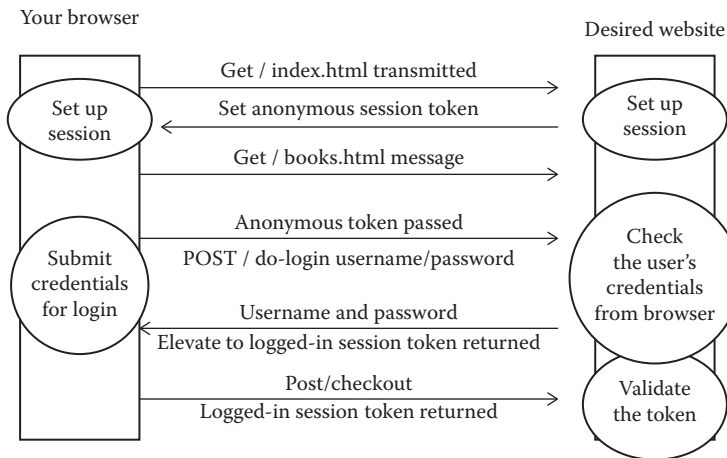 Your browser
Desired website
Get / index.html transmitted
Set up
session
Set anonymous session token
Set up
session
Get / books.html message
Anonymous token passed
POST / do-login username/password
Submit
credentials
for login
Check
the user's
credentials
from browser
Username and password
Elevate to logged-in session token returned
Post/checkout
Logged-in session token returned
Validate
the token